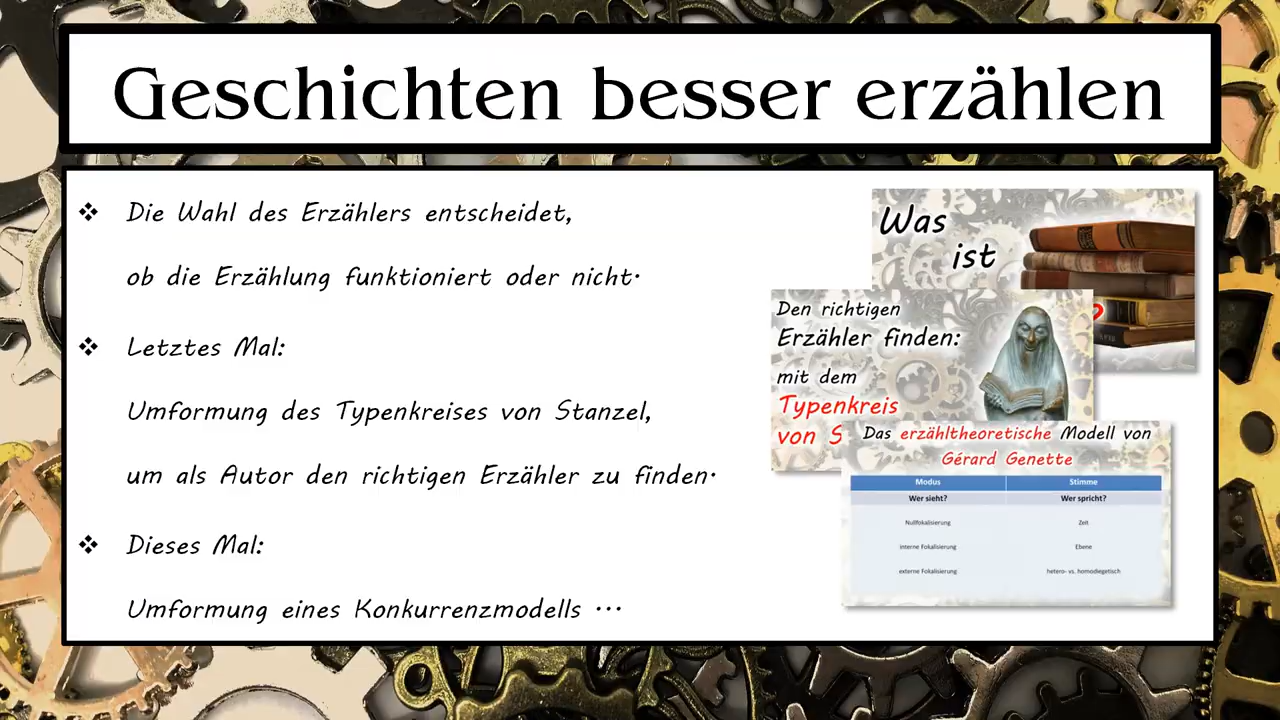 Geschichten besser erzählen
❖ Die Wahl des Erzählers entscheidet,
ob die Erzählung funktioniert oder nicht.
❖ Letztes Mal:
Umformung des Typenkreises von Stanzel,
um als Autor den richtigen Erzähler zu finden.
❖ Dieses Mal:
Umformung eines Konkurrenzmodells ...
Was
ist
?
Den richtigen
Erzähler finden:
mit dem
Typenkreis
von S
Das erzähltheoretische Modell von
Gérard Genette
Modus Stimme
Wer sieht? Wer spricht?
Nullfokalisierung Zeit
interne Fokalisierung Ebene
externe Fokalisierung hetero- vs. homodiegetisch